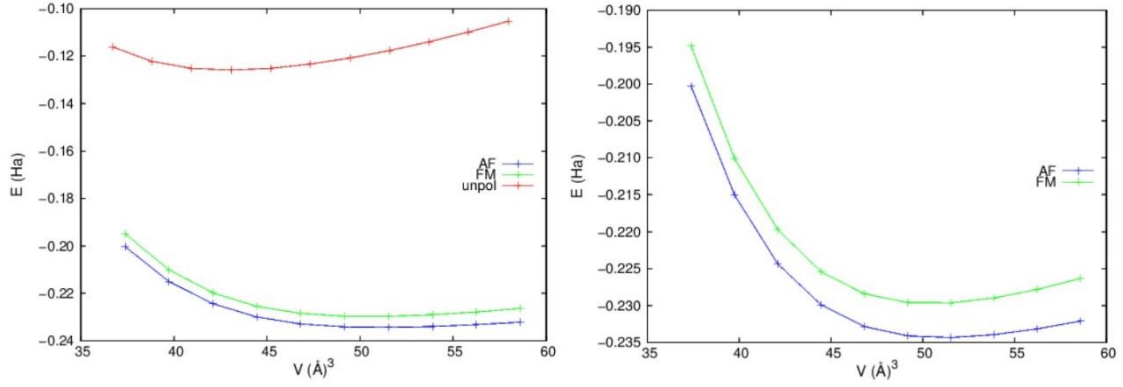 −0.10
−0.12
−0.14
−0.16
−0.18
−0.20
−0.22
−0.24
E (Ha)
AF
FM
unpol
35 40 45 50 55 60
V (Å)³
−0.190
−0.195
−0.200
−0.205
−0.210
−0.215
−0.220
−0.225
−0.230
−0.235
E (Ha)
AF
FM
35 40 45 50 55 60
V (Å)³